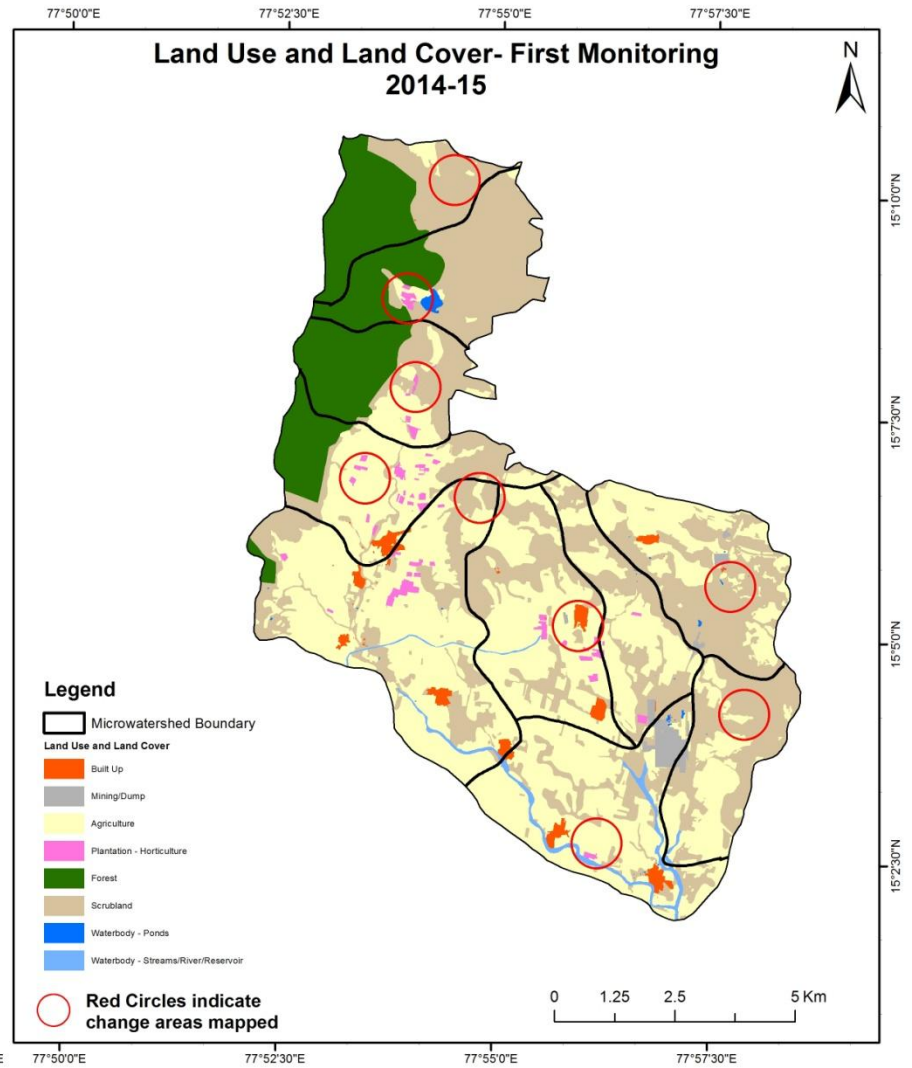 77°50'0"E 77°52'30"E 77°55'0"E 77°57'30"E
Land Use and Land Cover- First Monitoring
2014-15
N
15°10'0"N
15°7'30"N
15°5'0"N
15°2'30"N
Legend
Microwatershed Boundary
Land Use and Land Cover
Built Up
Mining/Dump
Agriculture
Plantation - Horticulture
Forest
Scrubland
Waterbody - Ponds
Waterbody - Streams/River/Reservoir
Red Circles indicate
change areas mapped
0 1.25 2.5 5 Km
E 77°50'0"E 77°52'30"E 77°55'0"E 77°57'30"E